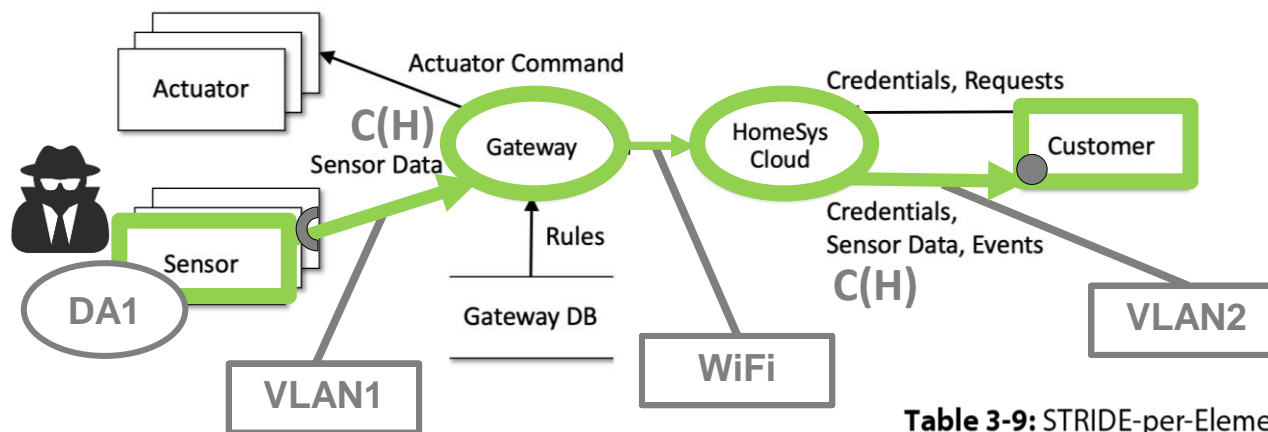 Actuator
Actuator Command
C(H)
Sensor Data
Gateway
HomeSys
Cloud
Credentials, Requests
Customer
Credentials,
Sensor Data, Events
C(H)
Sensor
DA1
Rules
Gateway DB
VLAN1
WiFi
VLAN2
Table 3-9: STRIDE-per-Eleme